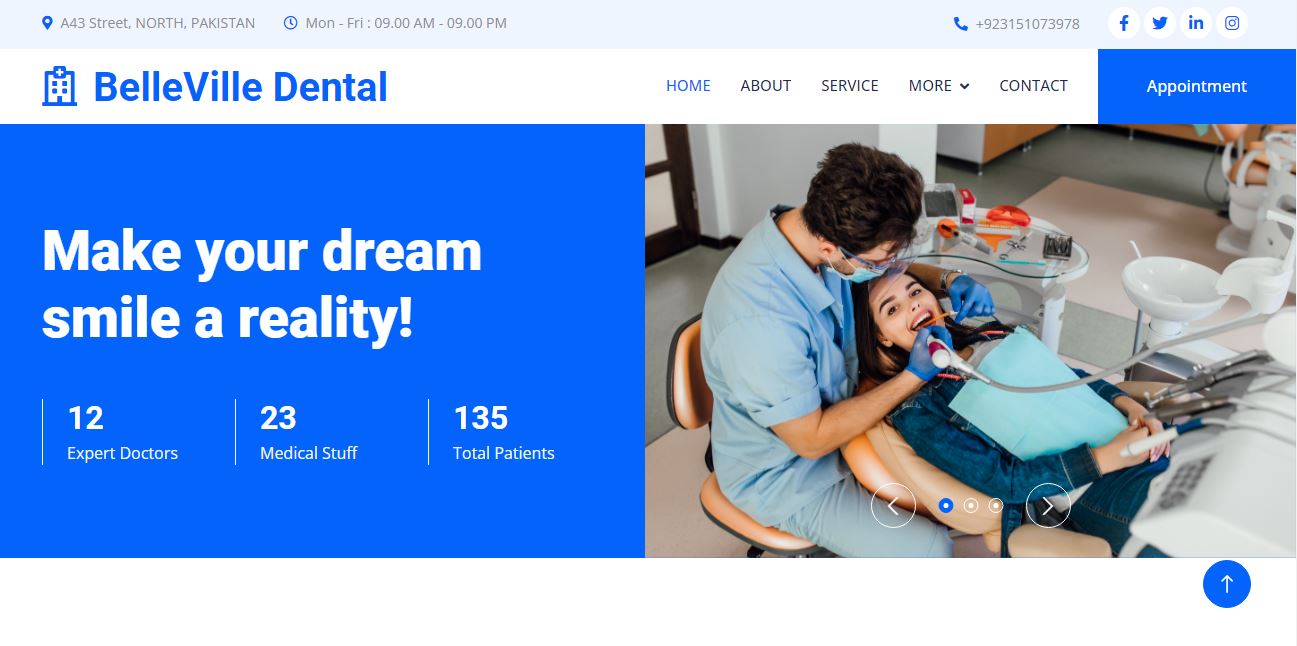 A43 Street, NORTH, PAKISTAN
Mon - Fri : 09.00 AM - 09.00 PM
+923151073978
BelleVille Dental
HOME
ABOUT
SERVICE
MORE
CONTACT
Appointment
Make your dream
smile a reality!
12
Expert Doctors
23
Medical Stuff
135
Total Patients